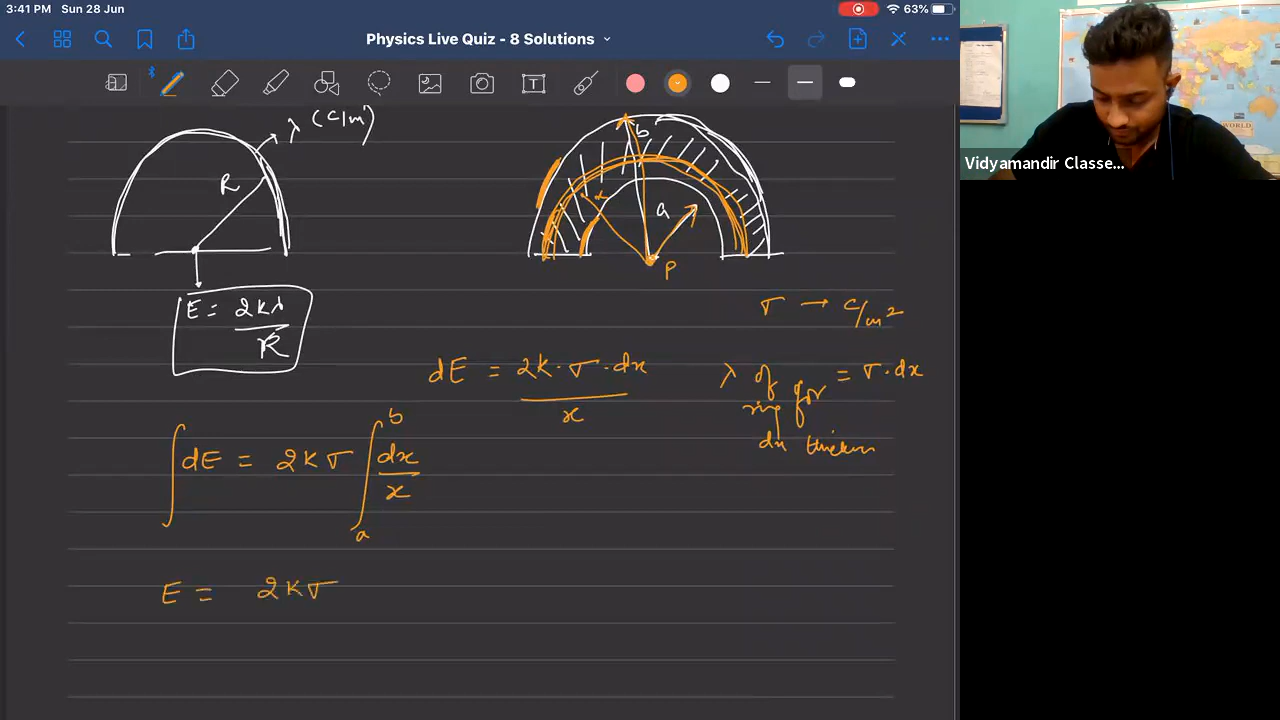 3:41 PM Sun 28 Jun
63%
Physics Live Quiz - 8 Solutions
T
WORLD
Vidyamandir Classe...
λ (C/m)
R
E = 2Kλ
R
b
x
a
P
σ → C/m²
dE = 2K·σ·dx
x
λ of ring for dx thickness = σ·dx
∫ dE = 2Kσ ∫ₐᵇ dx
x
E = 2Kσ